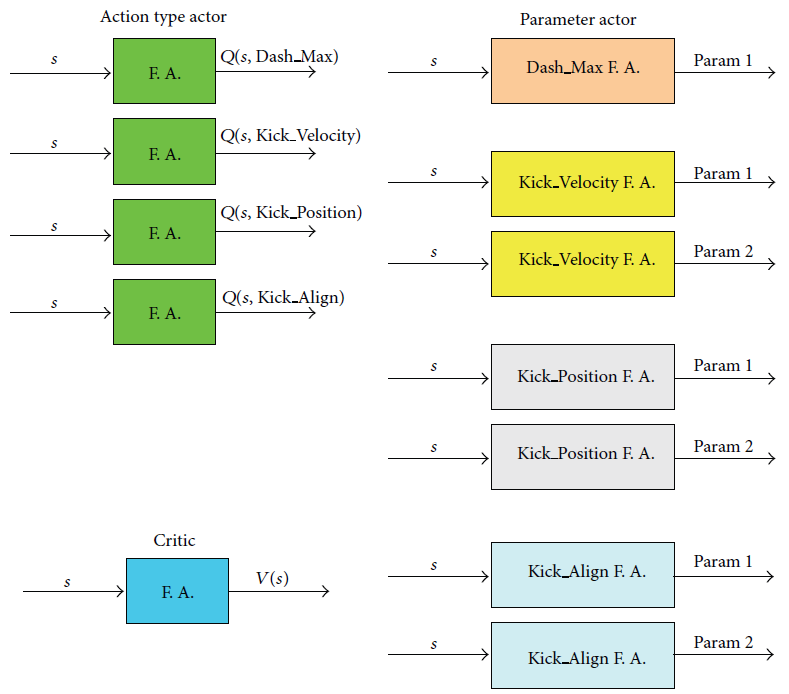 Action type actor
s
F. A.
Q(s, Dash_Max)
s
F. A.
Q(s, Kick_Velocity)
s
F. A.
Q(s, Kick_Position)
s
F. A.
Q(s, Kick_Align)
Critic
s
F. A.
V(s)
Parameter actor
s
Dash_Max F. A.
Param 1
s
Kick_Velocity F. A.
Param 1
s
Kick_Velocity F. A.
Param 2
s
Kick_Position F. A.
Param 1
s
Kick_Position F. A.
Param 2
s
Kick_Align F. A.
Param 1
s
Kick_Align F. A.
Param 2